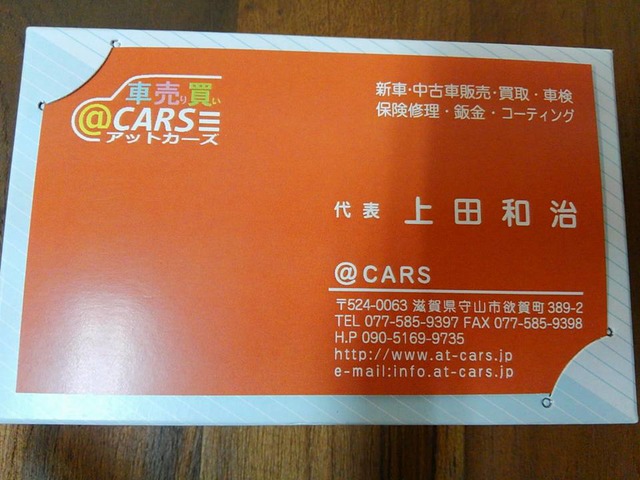 車売り買い
@CARS
アットカーズ
新車・中古車販売・買取・車検
保険修理・鈑金・コーティング
代表 上田和治
@CARS
〒524-0063 滋賀県守山市欲賀町389-2
TEL 077-585-9397 FAX 077-585-9398
H.P 090-5169-9735
http://www.at-cars.jp
e-mail:info.at-cars.jp